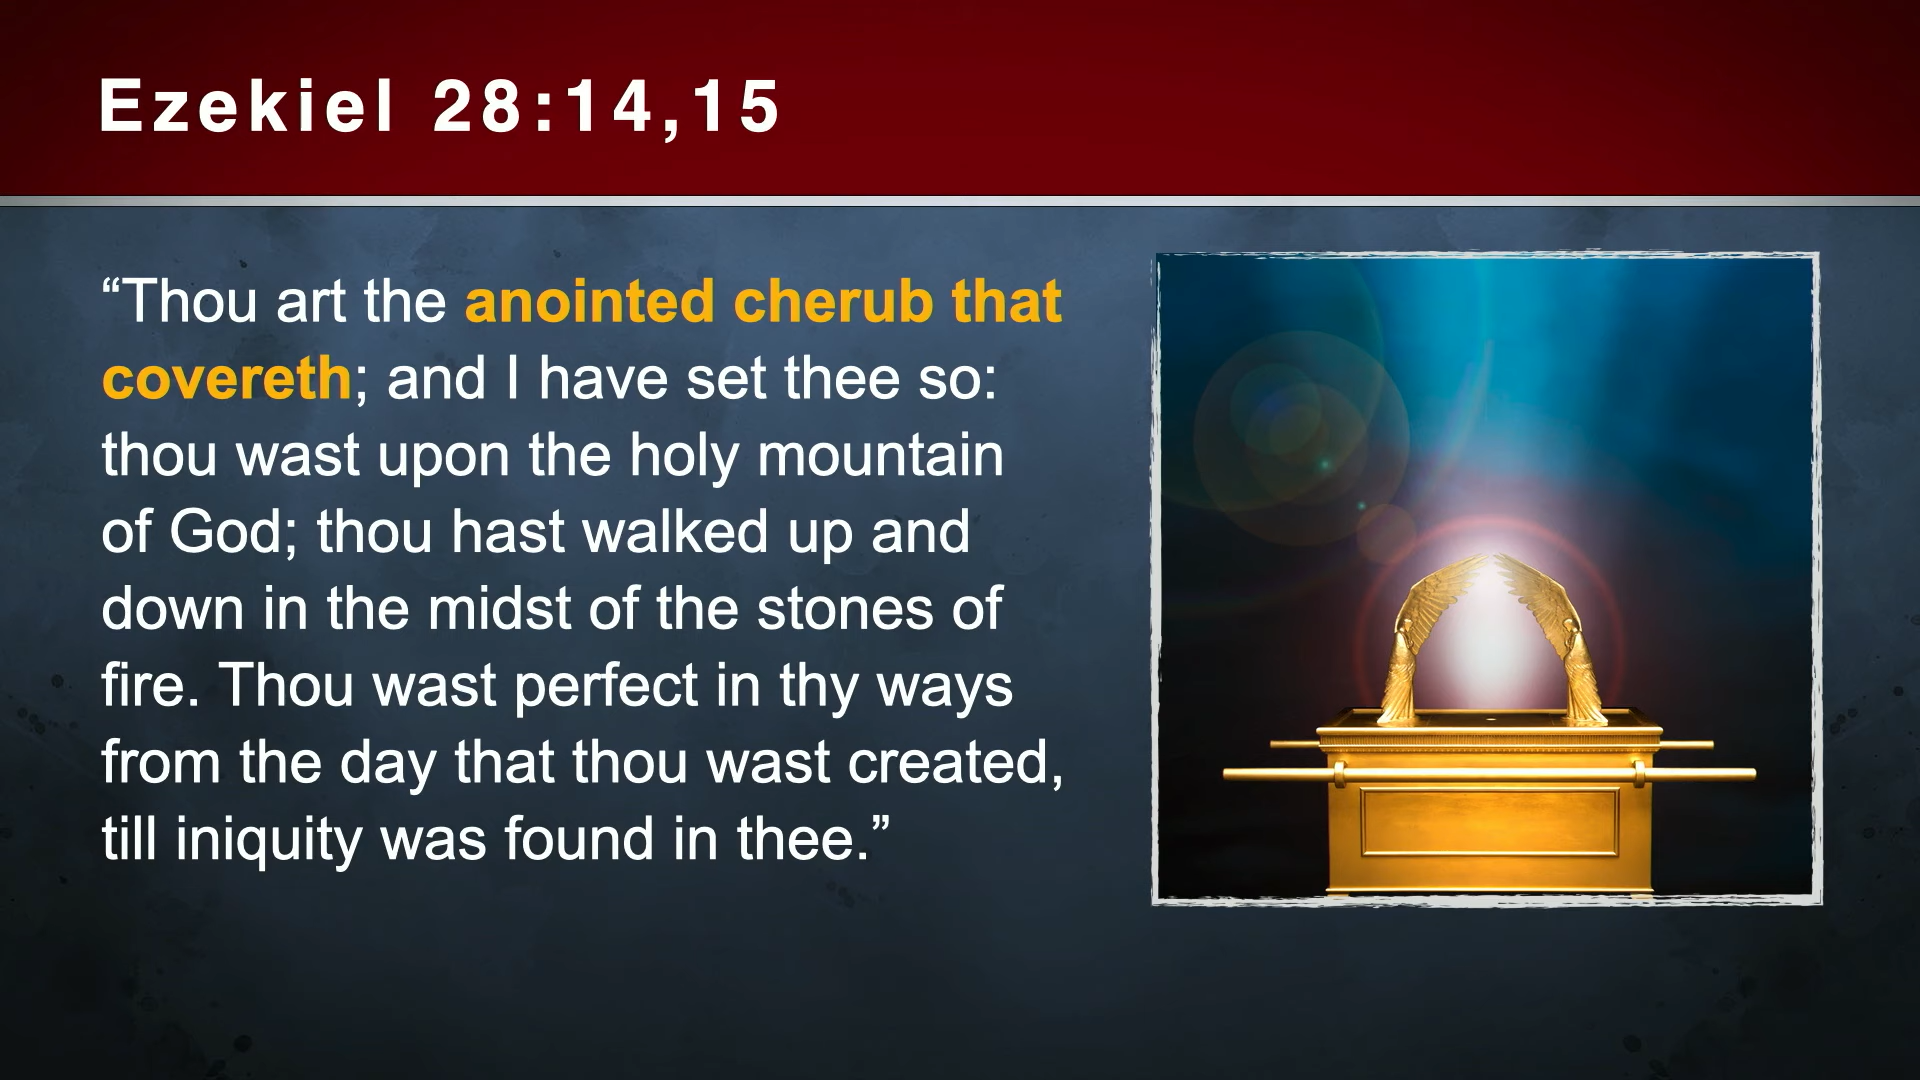 Ezekiel 28:14,15
“Thou art the anointed cherub that
covereth; and I have set thee so:
thou wast upon the holy mountain
of God; thou hast walked up and
down in the midst of the stones of
fire. Thou wast perfect in thy ways
from the day that thou wast created,
till iniquity was found in thee.”